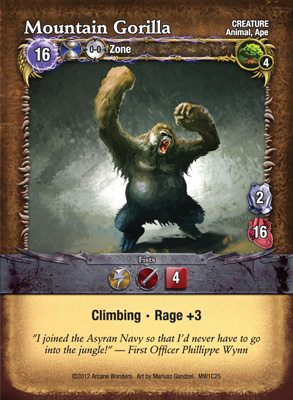 Mountain Gorilla
CREATURE
Animal, Ape
16
0-0 Zone
4
2
16
Fists
4
Climbing · Rage +3
"I joined the Asyran Navy so that I'd never have to go
into the jungle!" — First Officer Phillippe Wynn
©2012 Arcane Wonders. Art by Mariusz Gandzel. MW1C25